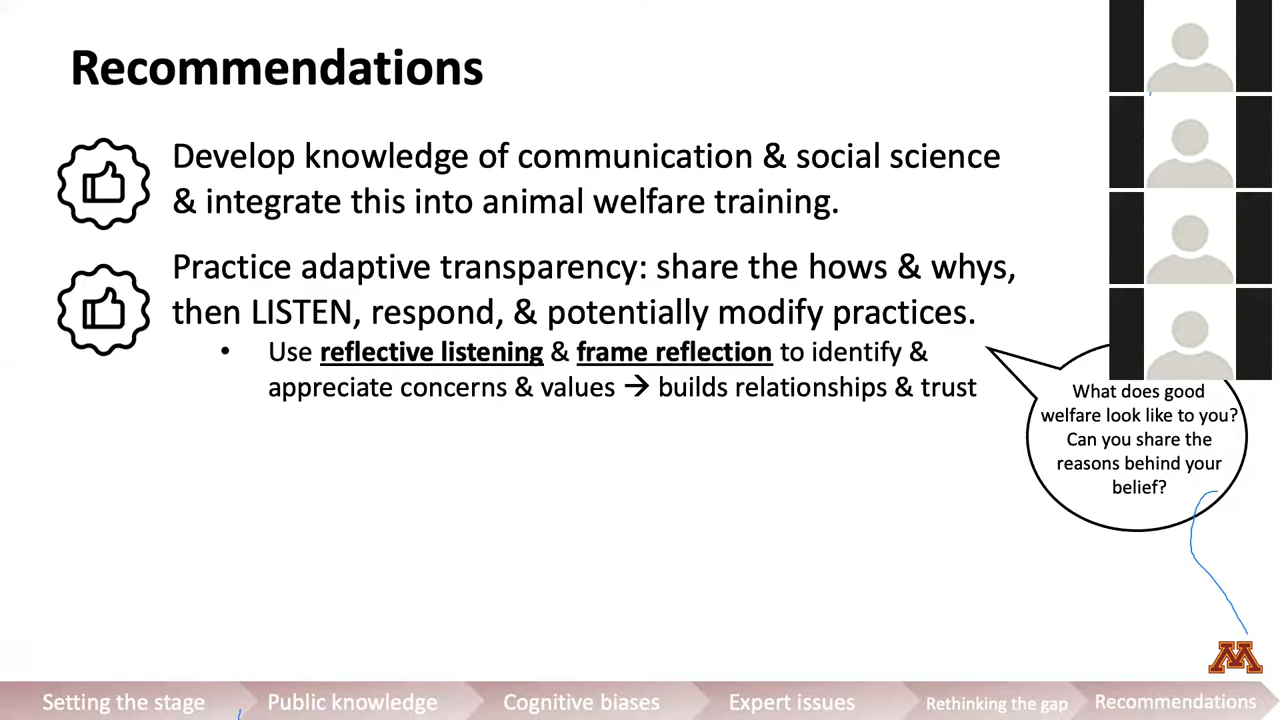 Recommendations
Develop knowledge of communication & social science
& integrate this into animal welfare training.
Practice adaptive transparency: share the hows & whys,
then LISTEN, respond, & potentially modify practices.
• Use reflective listening & frame reflection to identify &
appreciate concerns & values → builds relationships & trust
What does good
welfare look like to you?
Can you share the
reasons behind your
belief?
M
Setting the stage
Public knowledge
Cognitive biases
Expert issues
Rethinking the gap
Recommendations